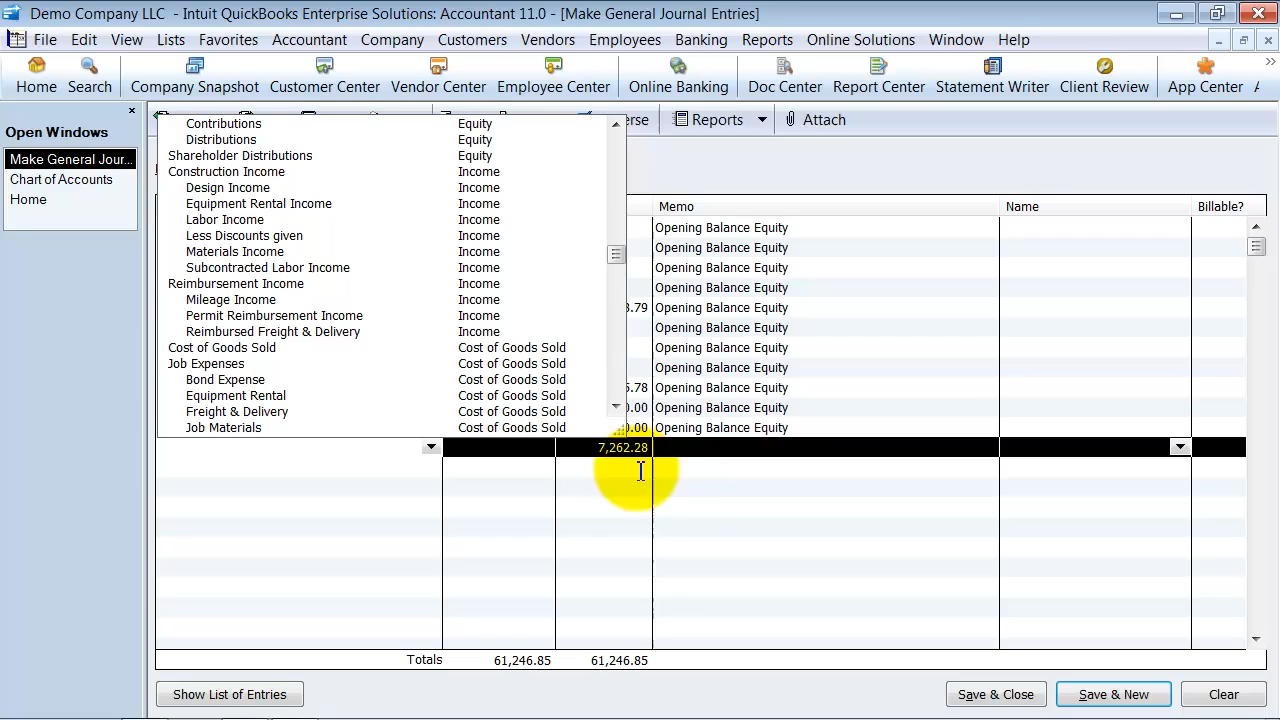 Demo Company LLC - Intuit QuickBooks Enterprise Solutions: Accountant 11.0 - [Make General Journal Entries]
File Edit View Lists Favorites Accountant Company Customers Vendors Employees Banking Reports Online Solutions Window Help
Home Search Company Snapshot Customer Center Vendor Center Employee Center Online Banking Doc Center Report Center Statement Writer Client Review App Center
Open Windows
Make General Jour...
Chart of Accounts
Home
Reports Attach
Contributions Equity
Distributions Equity
Shareholder Distributions Equity
Construction Income Income
Design Income Income
Equipment Rental Income Income
Labor Income Income
Less Discounts given Income
Materials Income Income
Subcontracted Labor Income Income
Reimbursement Income Income
Mileage Income Income
Permit Reimbursement Income Income
Reimbursed Freight & Delivery Income
Cost of Goods Sold Cost of Goods Sold
Job Expenses Cost of Goods Sold
Bond Expense Cost of Goods Sold
Equipment Rental Cost of Goods Sold
Freight & Delivery Cost of Goods Sold
Job Materials Cost of Goods Sold
Memo Name Billable?
Opening Balance Equity
Opening Balance Equity
Opening Balance Equity
Opening Balance Equity
Opening Balance Equity
Opening Balance Equity
Opening Balance Equity
Opening Balance Equity
Opening Balance Equity
Opening Balance Equity
Opening Balance Equity
7,262.28
Totals 61,246.85 61,246.85
Show List of Entries Save & Close Save & New Clear